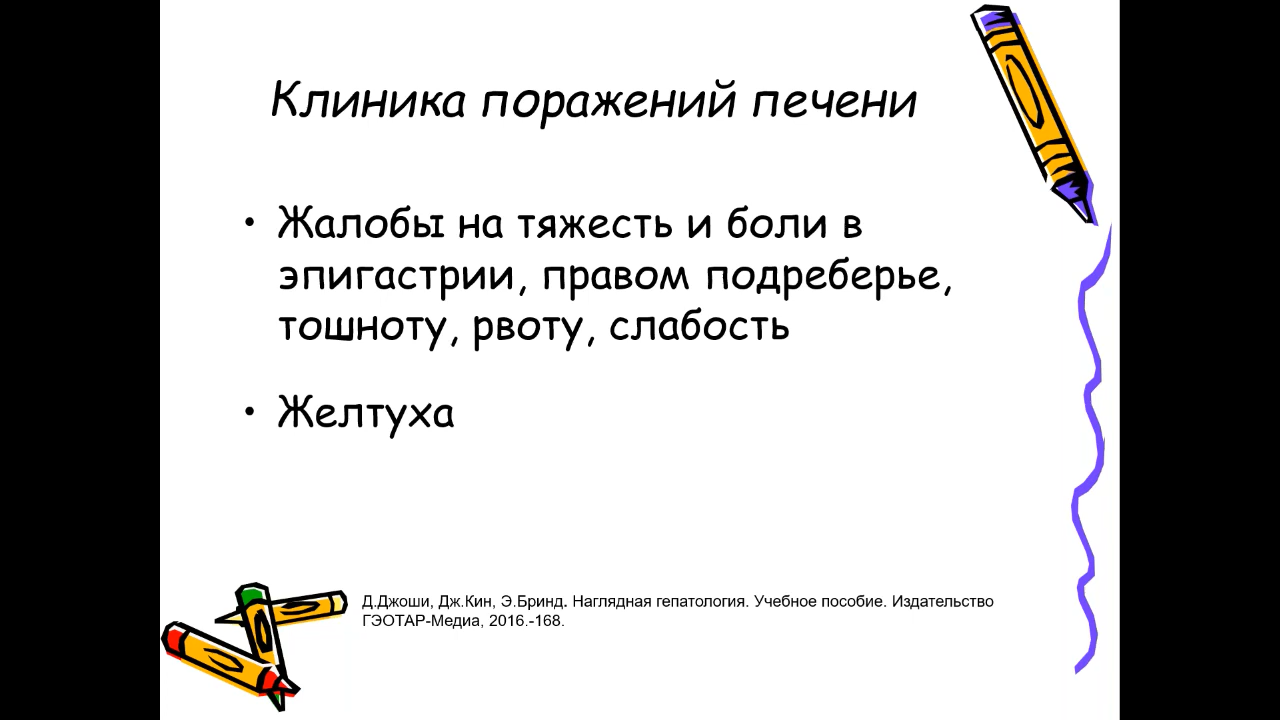 Клиника поражений печени
• Жалобы на тяжесть и боли в
эпигастрии, правом подреберье,
тошноту, рвоту, слабость
• Желтуха
Д.Джоши, Дж.Кин, Э.Бринд. Наглядная гепатология. Учебное пособие. Издательство
ГЭОТАР-Медиа, 2016.-168.